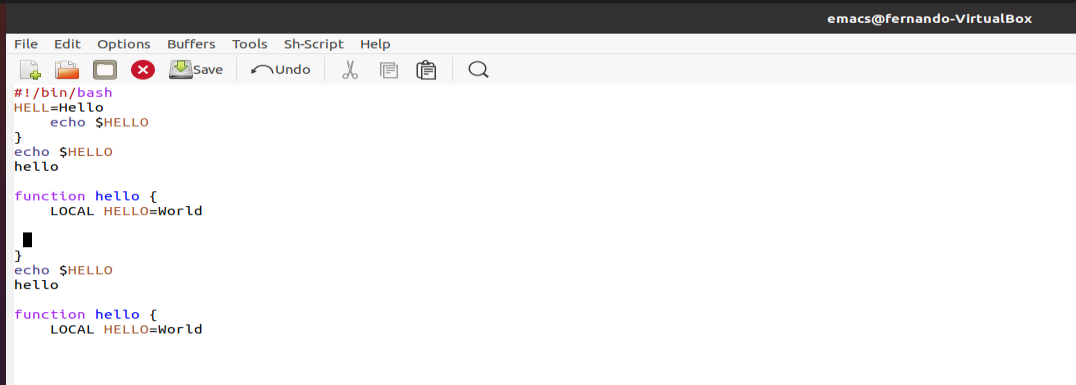 emacs@fernando-VirtualBox
File Edit Options Buffers Tools Sh-Script Help
Save Undo
#!/bin/bash
HELL=Hello
    echo $HELLO
}
echo $HELLO
hello

function hello {
    LOCAL HELLO=World

}
echo $HELLO
hello

function hello {
    LOCAL HELLO=World